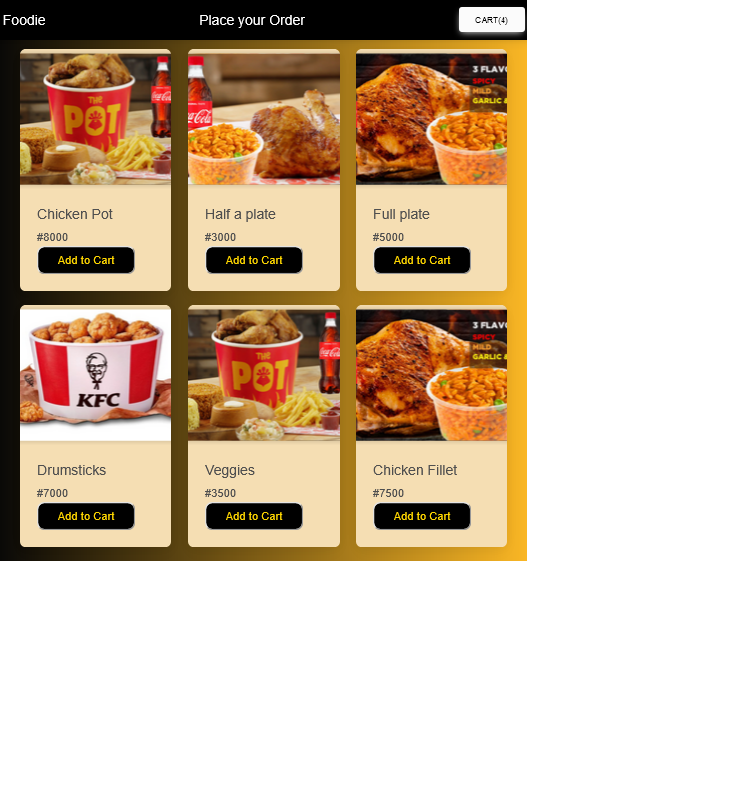 Foodie
Place your Order
CART(4)
THE
POT
Coca-Cola
Coca-Cola
3 FLAV
SPICY
MILD
GARLIC &
Chicken Pot
#8000
Add to Cart
Half a plate
#3000
Add to Cart
Full plate
#5000
Add to Cart
KFC
THE
POT
Coca-Cola
3 FLAV
SPICY
MILD
GARLIC &
Drumsticks
#7000
Add to Cart
Veggies
#3500
Add to Cart
Chicken Fillet
#7500
Add to Cart